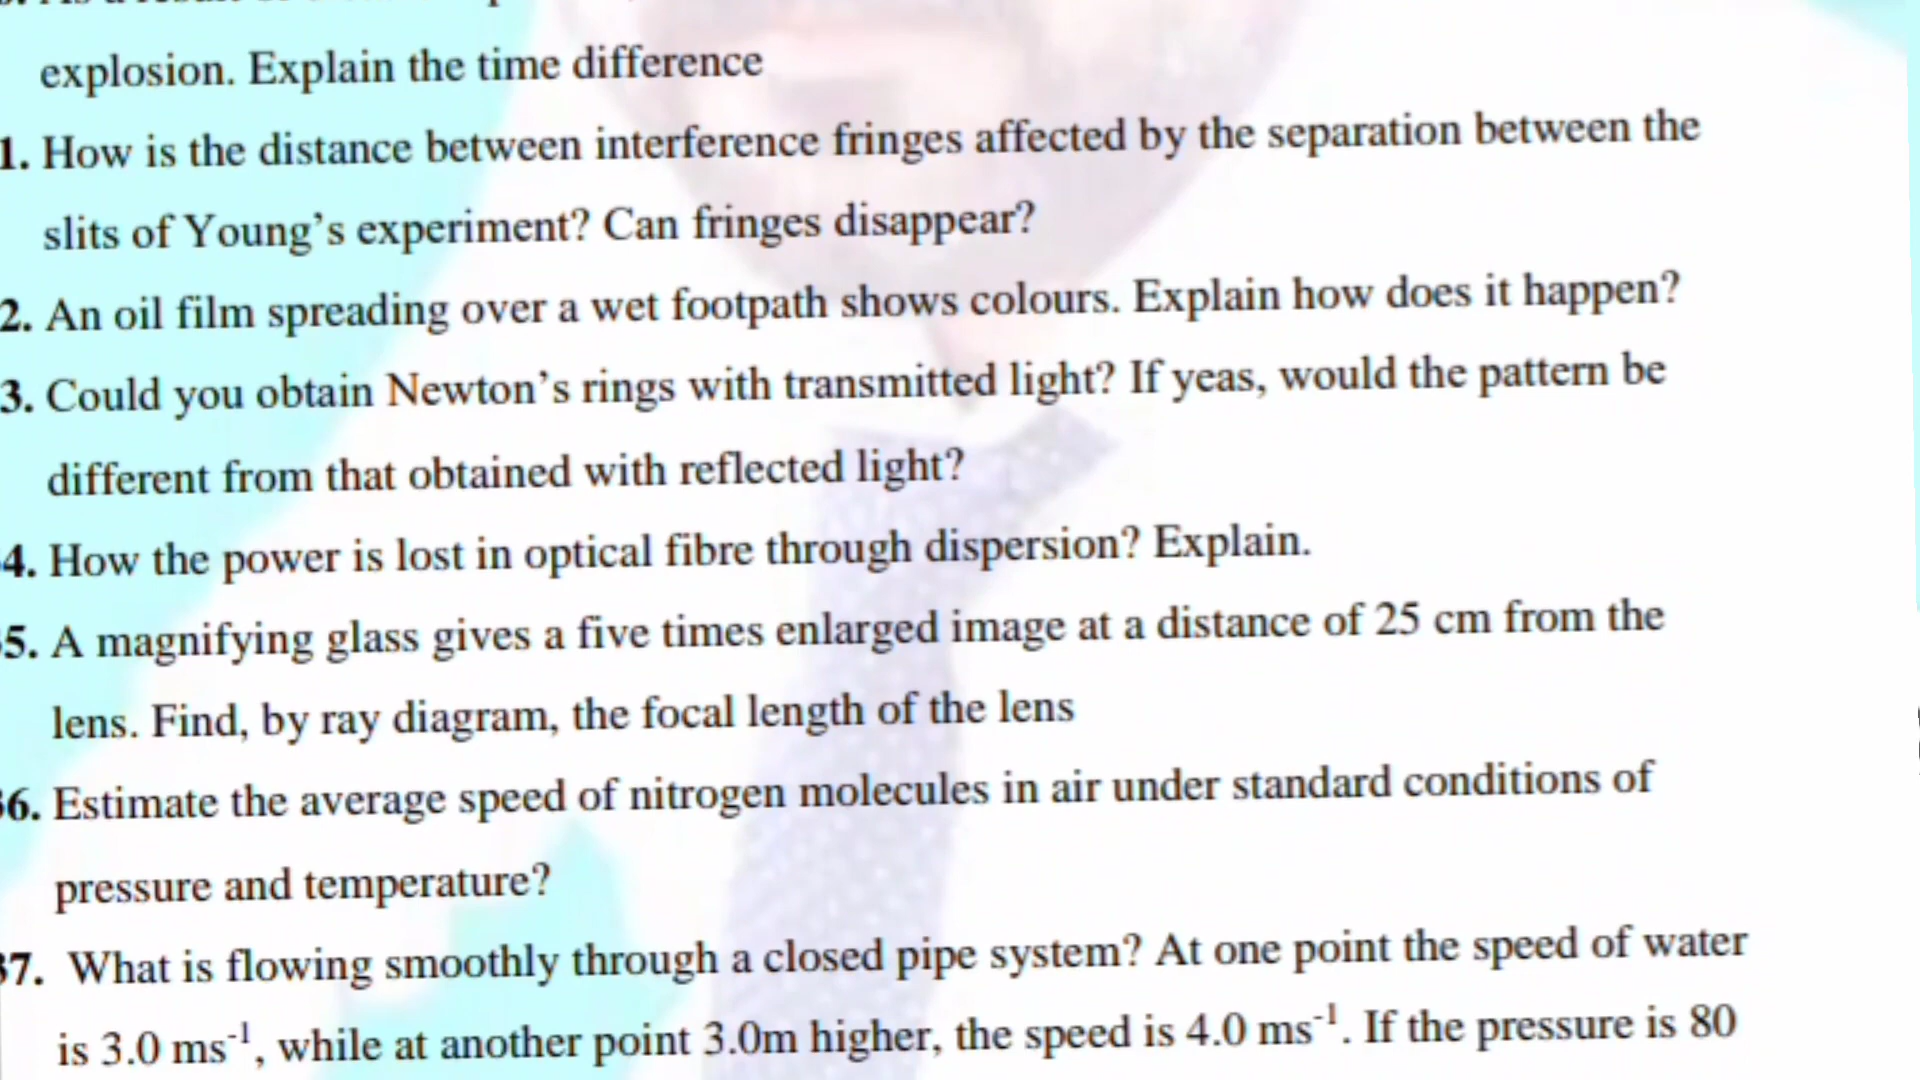 explosion. Explain the time difference
1. How is the distance between interference fringes affected by the separation between the
slits of Young's experiment? Can fringes disappear?
2. An oil film spreading over a wet footpath shows colours. Explain how does it happen?
3. Could you obtain Newton's rings with transmitted light? If yeas, would the pattern be
different from that obtained with reflected light?
4. How the power is lost in optical fibre through dispersion? Explain.
5. A magnifying glass gives a five times enlarged image at a distance of 25 cm from the
lens. Find, by ray diagram, the focal length of the lens
36. Estimate the average speed of nitrogen molecules in air under standard conditions of
pressure and temperature?
37. What is flowing smoothly through a closed pipe system? At one point the speed of water
is 3.0 ms⁻¹, while at another point 3.0m higher, the speed is 4.0 ms⁻¹. If the pressure is 80